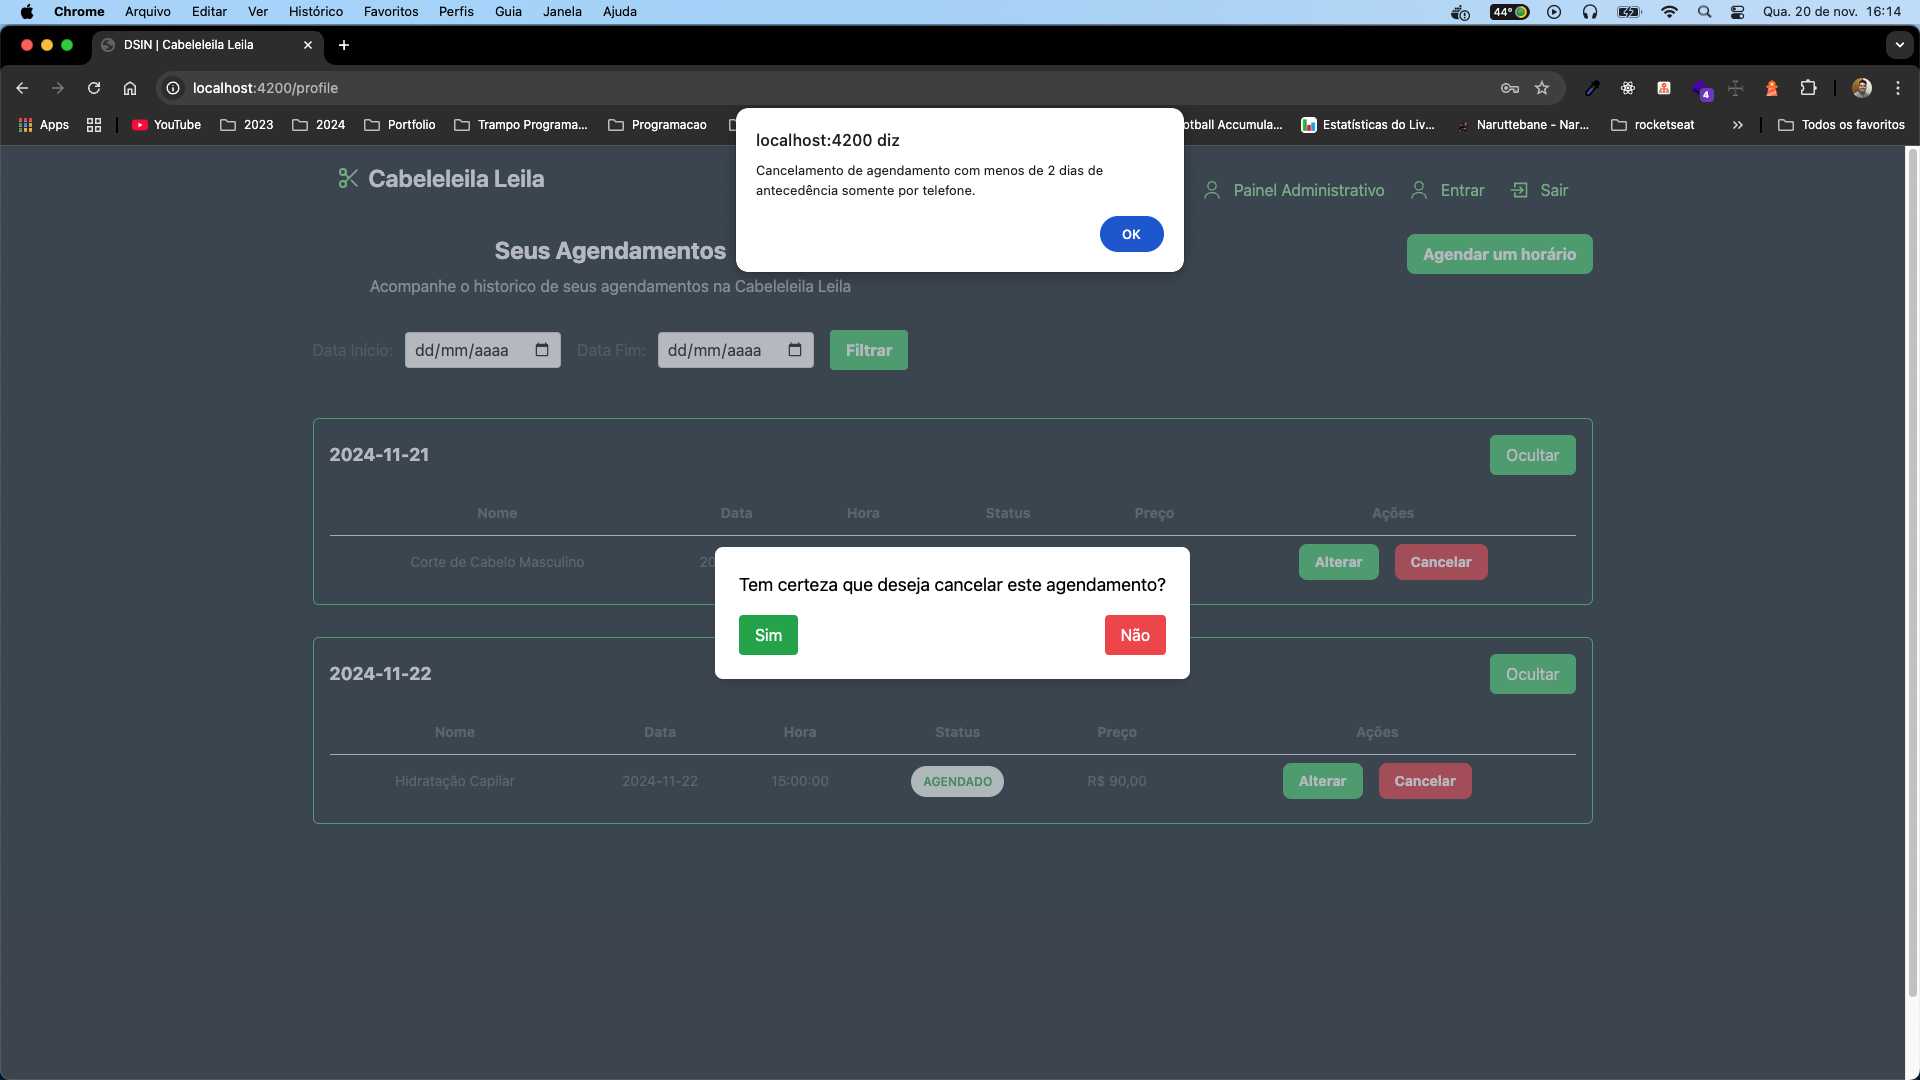 Chrome Arquivo Editar Ver Histórico Favoritos Perfis Guia Janela Ajuda 44° Qua. 20 de nov. 16:14
DSIN | Cabeleleila Leila
localhost:4200/profile 4
Apps YouTube 2023 2024 Portfolio Trampo Programa... Programacao otball Accumula... Estatísticas do Liv... Naruttebane - Nar... rocketseat Todos os favoritos
localhost:4200 diz
Cancelamento de agendamento com menos de 2 dias de
antecedência somente por telefone.
OK
Cabeleleila Leila
Painel Administrativo Entrar Sair
Seus Agendamentos
Agendar um horário
Acompanhe o historico de seus agendamentos na Cabeleleila Leila
Data Início: dd/mm/aaaa Data Fim: dd/mm/aaaa Filtrar
2024-11-21 Ocultar
Nome Data Hora Status Preço Ações
Corte de Cabelo Masculino 20 Alterar Cancelar
Tem certeza que deseja cancelar este agendamento?
Sim Não
2024-11-22 Ocultar
Nome Data Hora Status Preço Ações
Hidratação Capilar 2024-11-22 15:00:00 AGENDADO R$ 90,00 Alterar Cancelar